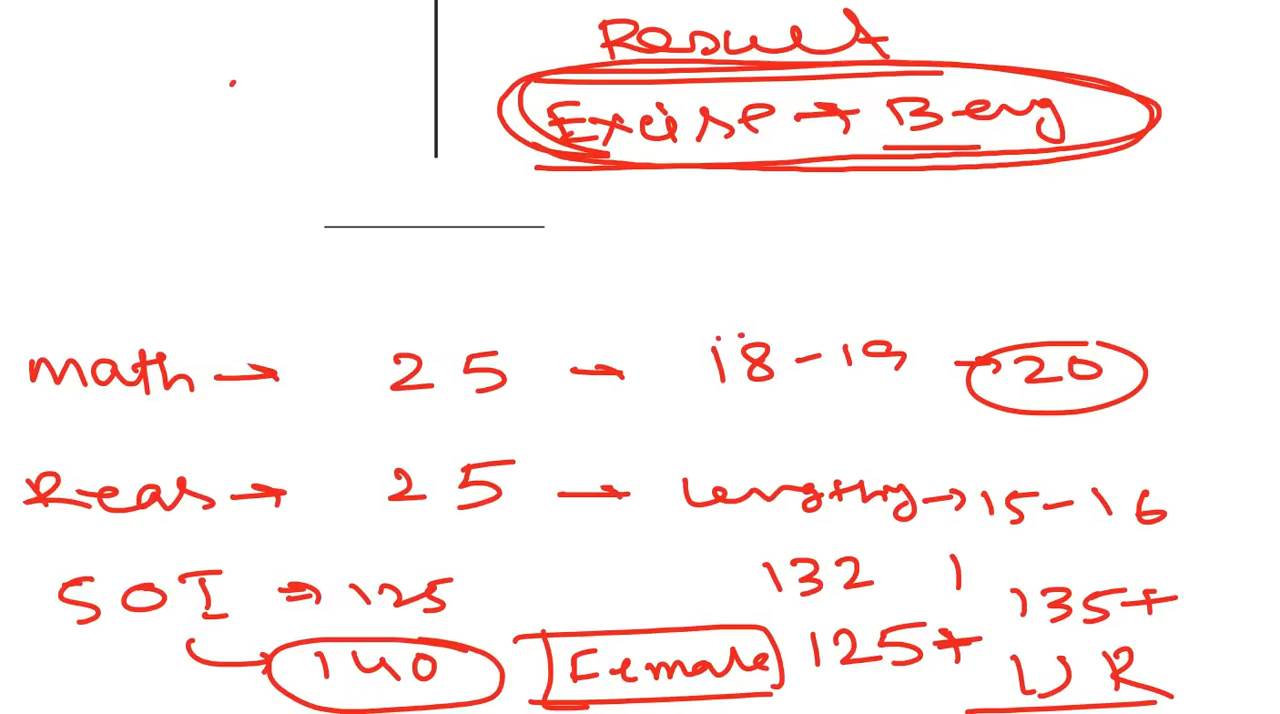 Result
Excise → Beng
math → 25 → 18-19 → 20
Reas → 25 → lengthy → 15-16
SOI → 125 132 1 135+
140 Female 125+ UR